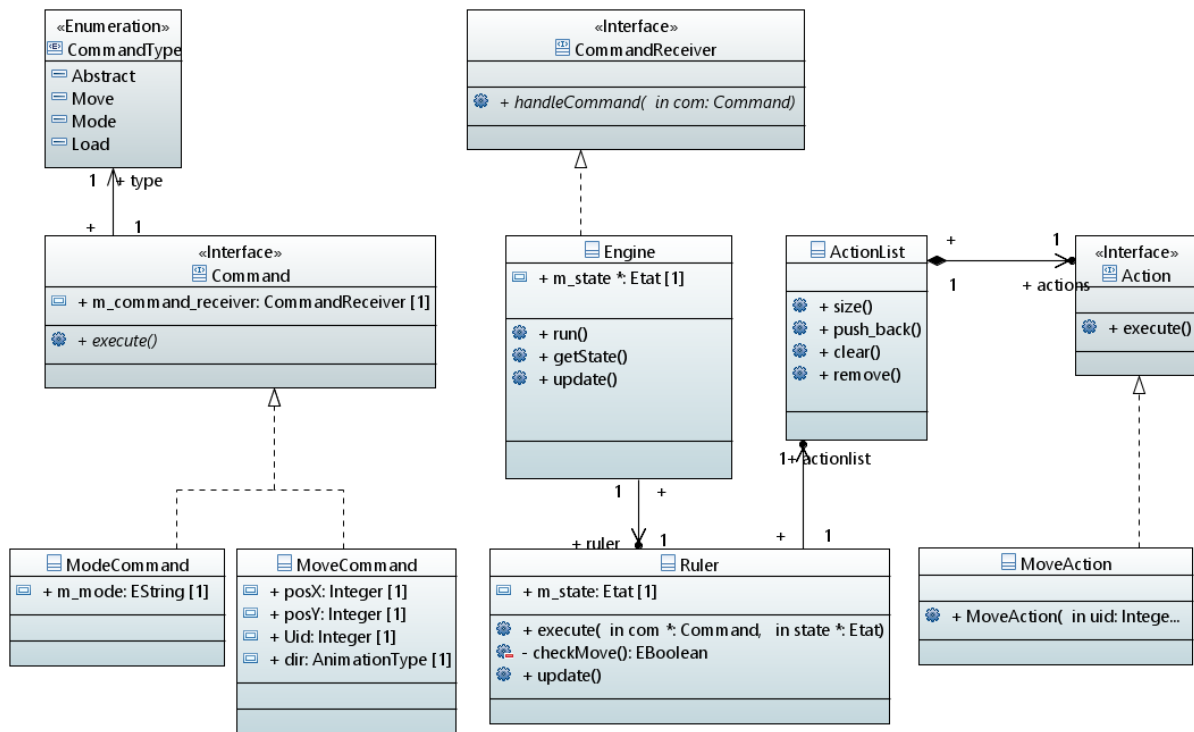 «Enumeration»
CommandType
Abstract
Move
Mode
Load
1 + type
+ 1
«Interface»
Command
+ m_command_receiver: CommandReceiver [1]
+ execute()
ModeCommand
+ m_mode: EString [1]
MoveCommand
+ posX: Integer [1]
+ posY: Integer [1]
+ Uid: Integer [1]
+ dir: AnimationType [1]
«Interface»
CommandReceiver
+ handleCommand( in com: Command)
Engine
+ m_state *: Etat [1]
+ run()
+ getState()
+ update()
1 +
+ ruler 1
Ruler
+ m_state: Etat [1]
+ execute( in com *: Command, in state *: Etat)
- checkMove(): EBoolean
+ update()
+ 1
1+ actionlist
ActionList
+ size()
+ push_back()
+ clear()
+ remove()
+ 1
1 + actions
«Interface»
Action
+ execute()
MoveAction
+ MoveAction( in uid: Intege...